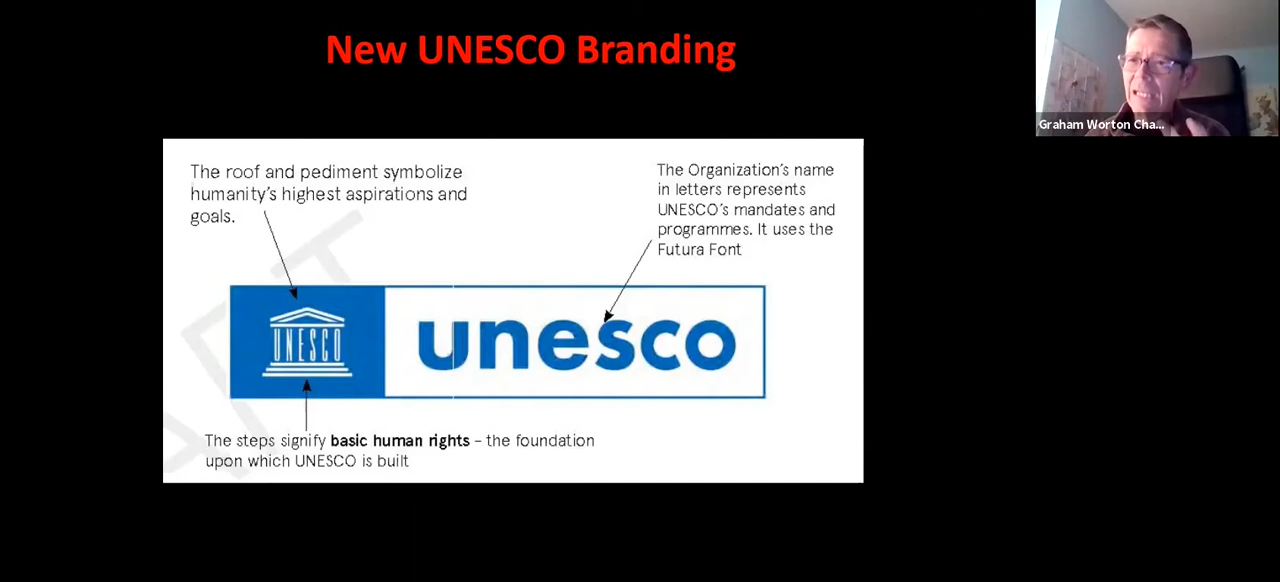 New UNESCO Branding
Graham Worton Cha...
The roof and pediment symbolize
humanity's highest aspirations and
goals.
The Organization's name
in letters represents
UNESCO's mandates and
programmes. It uses the
Futura Font
UNESCO
unesco
The steps signify basic human rights – the foundation
upon which UNESCO is built
AFT